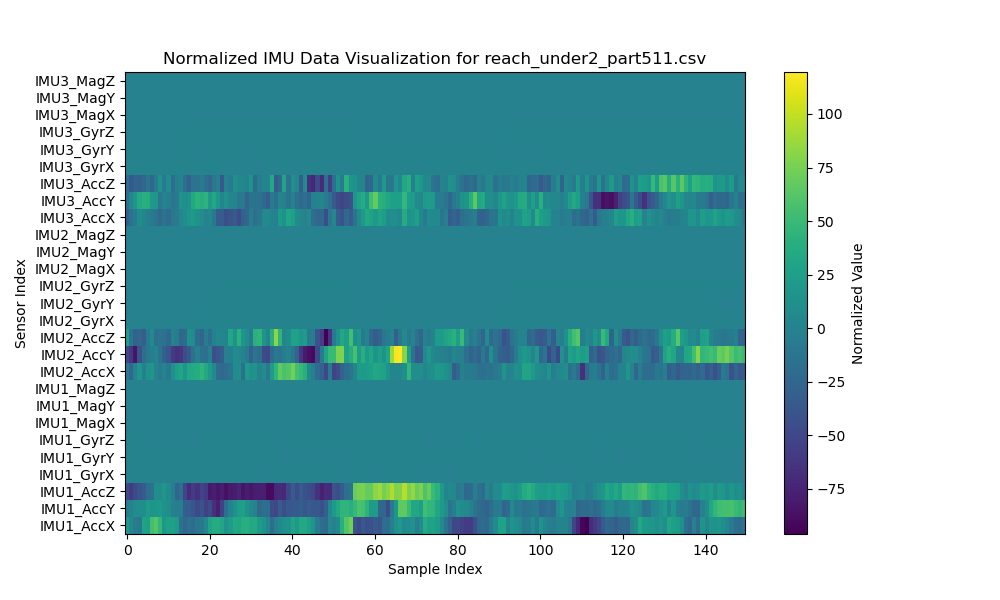 Normalized IMU Data Visualization for reach_under2_part511.csv
IMU3_MagZ
IMU3_MagY
IMU3_MagX
IMU3_GyrZ
IMU3_GyrY
IMU3_GyrX
IMU3_AccZ
IMU3_AccY
IMU3_AccX
IMU2_MagZ
IMU2_MagY
IMU2_MagX
IMU2_GyrZ
IMU2_GyrY
IMU2_GyrX
IMU2_AccZ
IMU2_AccY
IMU2_AccX
IMU1_MagZ
IMU1_MagY
IMU1_MagX
IMU1_GyrZ
IMU1_GyrY
IMU1_GyrX
IMU1_AccZ
IMU1_AccY
IMU1_AccX
Sensor Index
0 20 40 60 80 100 120 140
Sample Index
100
75
50
25
0
−25
−50
−75
Normalized Value